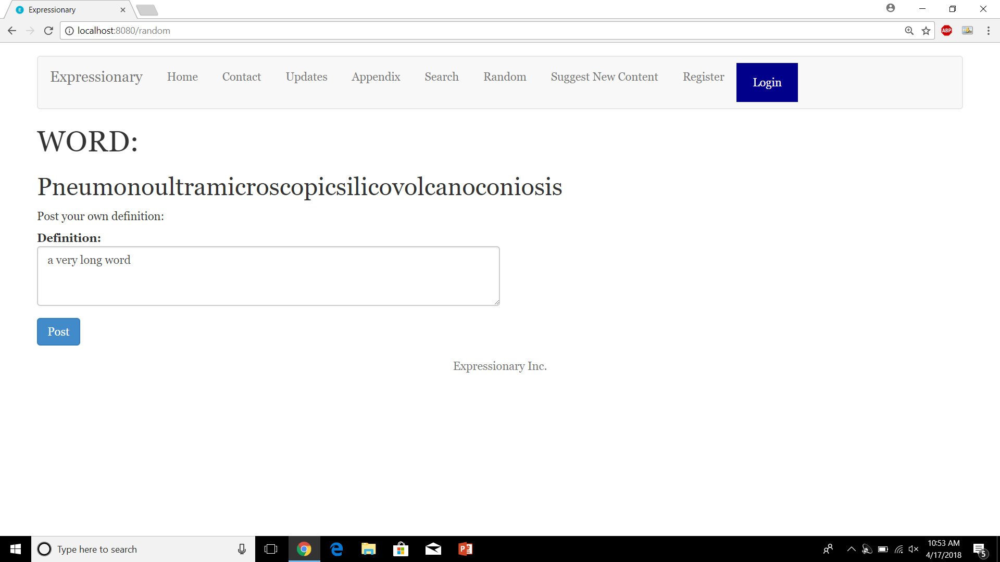 Expressionary
localhost:8080/random
ABP
Expressionary Home Contact Updates Appendix Search Random Suggest New Content Register Login
WORD:
Pneumonoultramicroscopicsilicovolcanoconiosis
Post your own definition:
Definition:
a very long word
Post
Expressionary Inc.
Type here to search
10:53 AM
4/17/2018
5